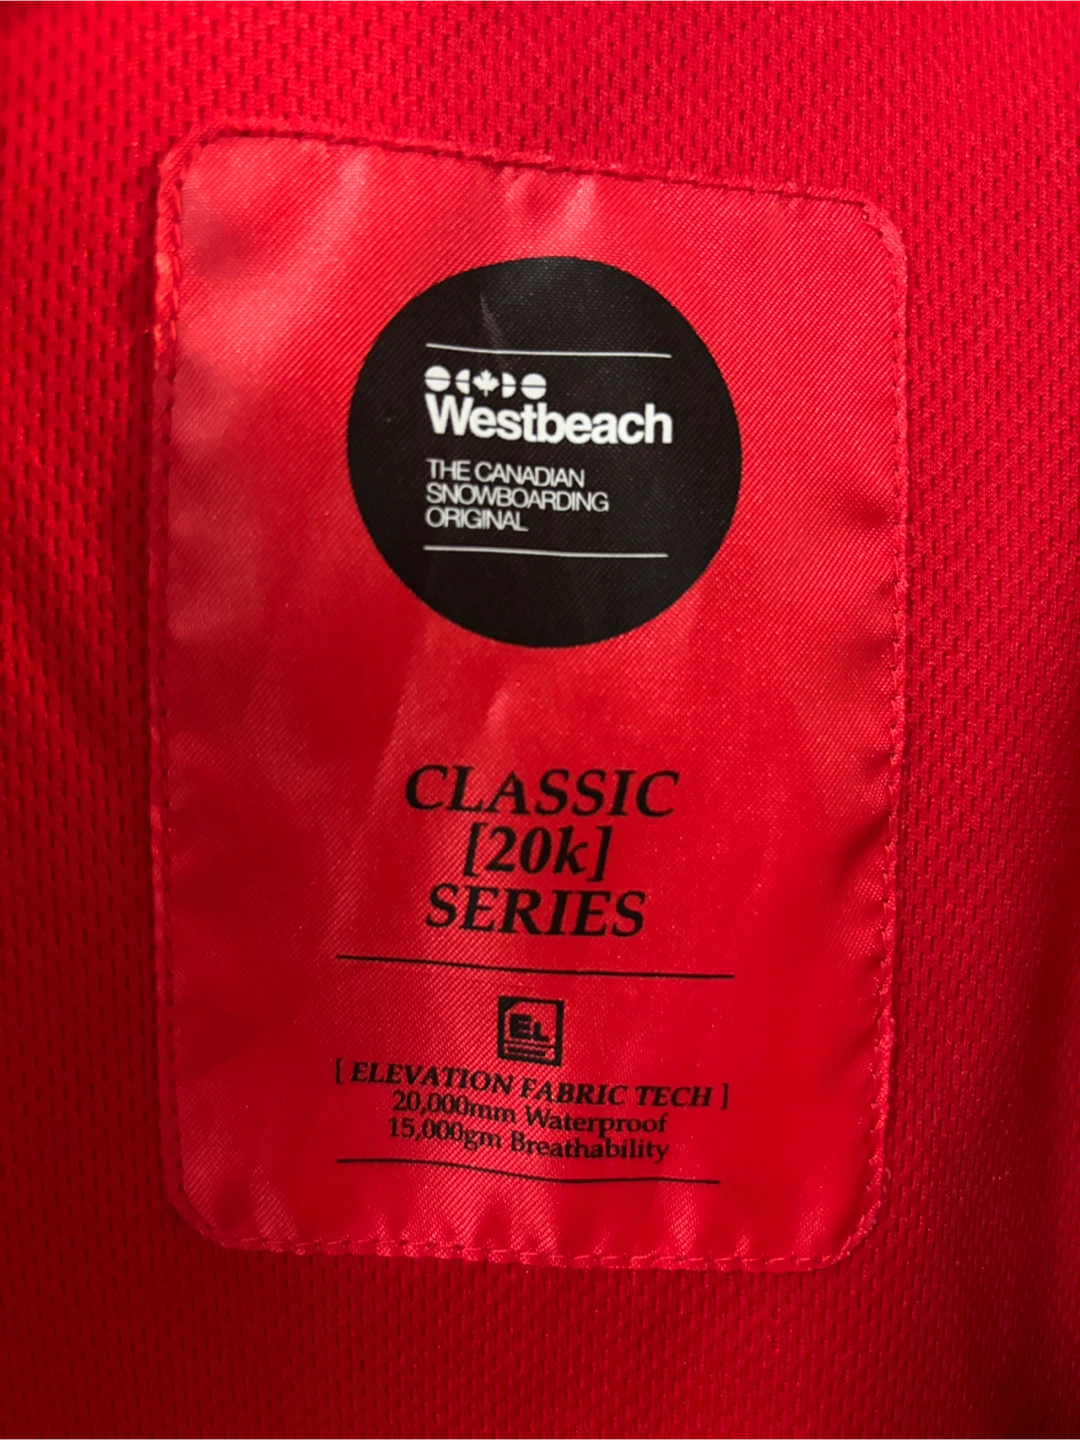 Westbeach
THE CANADIAN
SNOWBOARDING
ORIGINAL
CLASSIC
[20k]
SERIES
EL
[ ELEVATION FABRIC TECH ]
20,000mm Waterproof
15,000gm Breathability